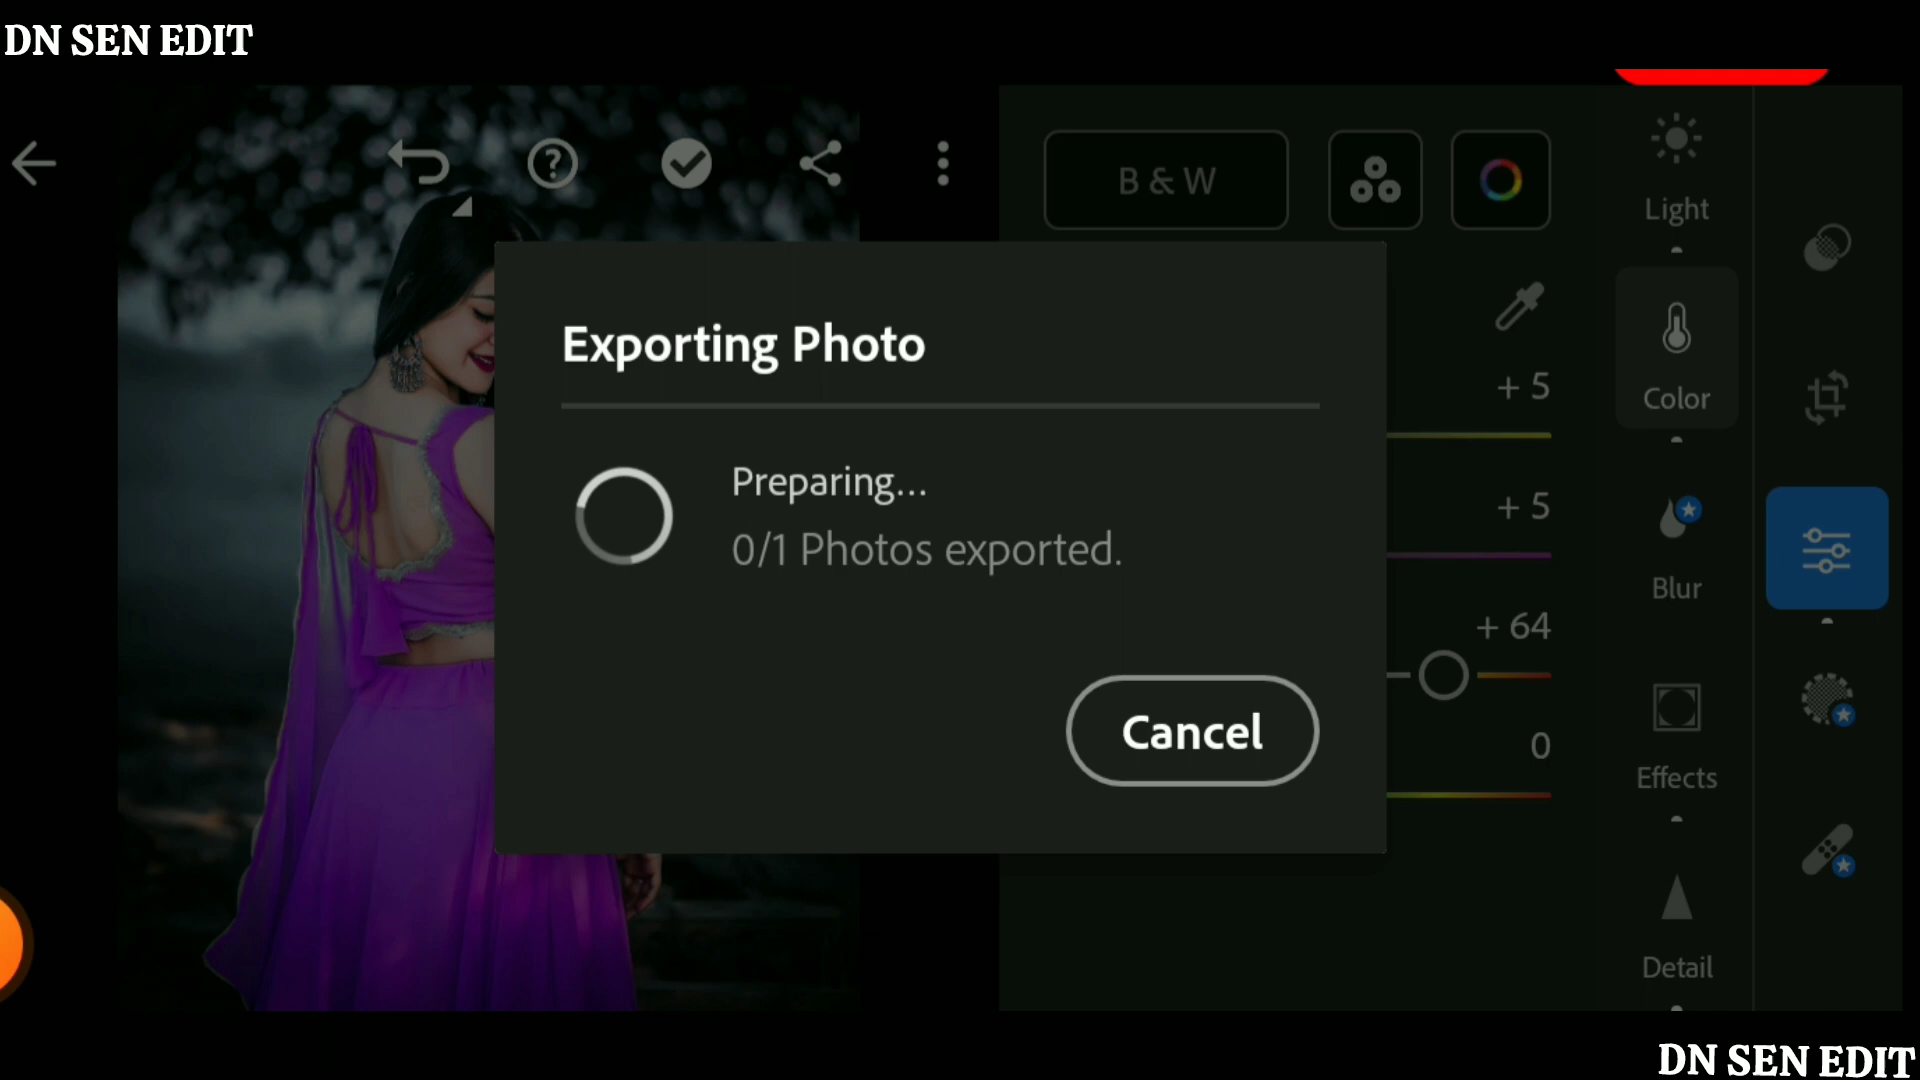 DN SEN EDIT
B & W
Light
Exporting Photo
+ 5
Color
Preparing...
0/1 Photos exported.
+ 5
Blur
+ 64
Cancel
0
Effects
Detail
DN SEN EDIT